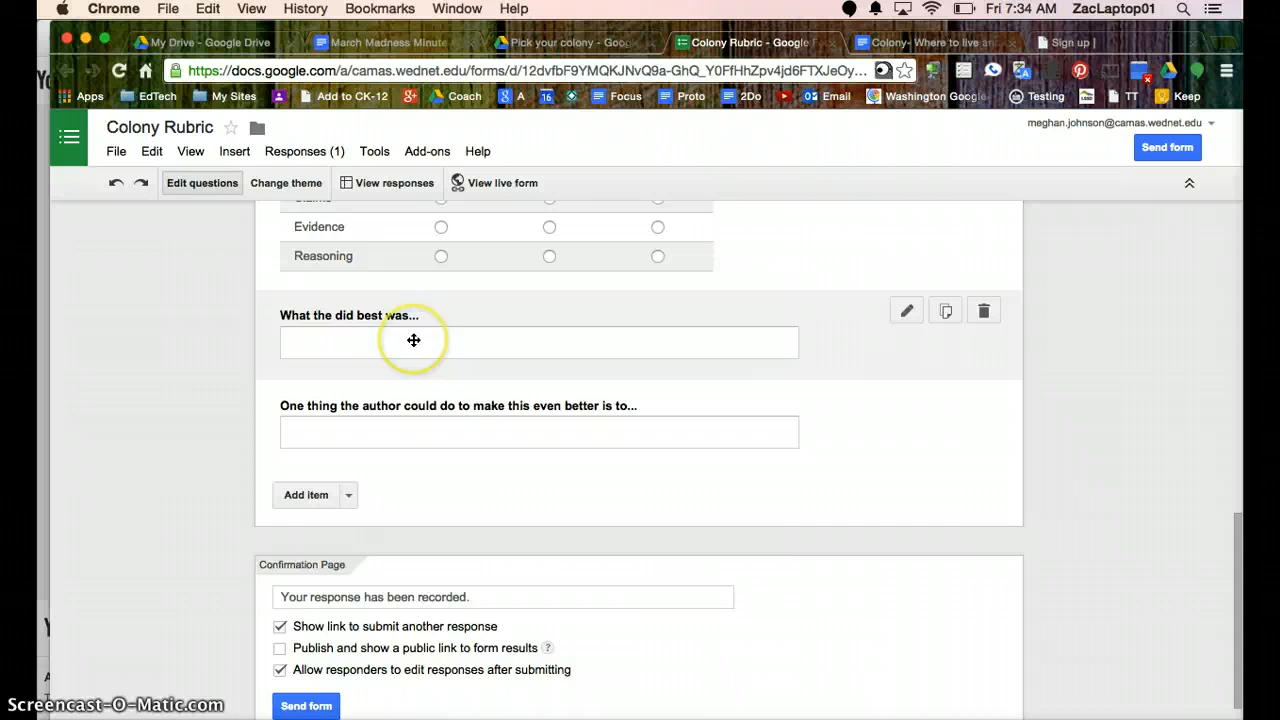 Chrome File Edit View History Bookmarks Window Help Fri 7:34 AM ZacLaptop01
My Drive - Google Drive March Madness Minute Pick your colony - Goo Colony Rubric - Google F Colony- Where to live an Sign up |
https://docs.google.com/a/camas.wednet.edu/forms/d/12dvfbF9YMQKJNvQ9a-GhQ_Y0FfHhZpv4jd6FTXJeOy...
Apps EdTech My Sites Add to CK-12 Coach A 16 Focus Proto 2Do Email Washington Goog Testing TT Keep
Colony Rubric
meghan.johnson@camas.wednet.edu
Send form
File Edit View Insert Responses (1) Tools Add-ons Help
Edit questions Change theme View responses View live form
Evidence
Reasoning
What the did best was...
One thing the author could do to make this even better is to...
Add item
Confirmation Page
Your response has been recorded.
Show link to submit another response
Publish and show a public link to form results ?
Allow responders to edit responses after submitting
Send form
Screencast-O-Matic.com